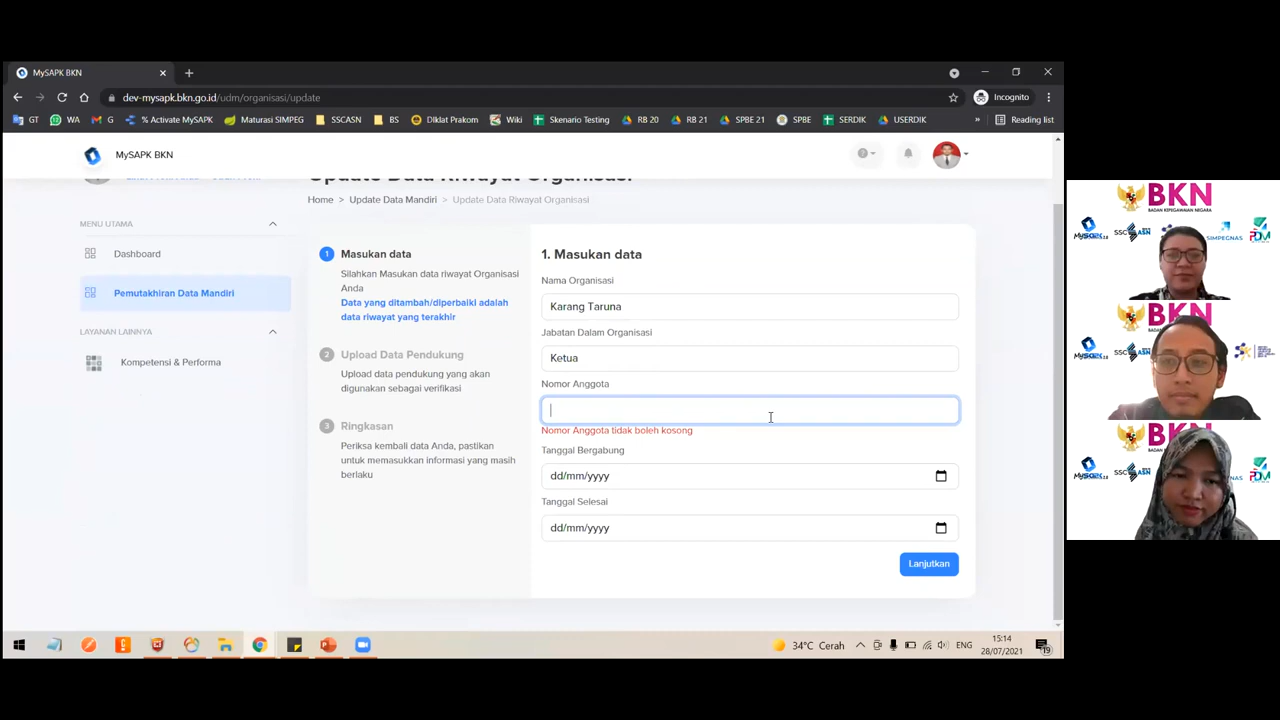 MySAPK BKN
dev-mysapk.bkn.go.id/udm/organisasi/update
Incognito
GT
WA
M G
% Activate MySAPK
Maturasi SIMPEG
SSCASN
BS
DIklat Prakom
Wiki
Skenario Testing
RB 20
RB 21
SPBE 21
SPBE
SERDIK
USERDIK
»
Reading list
MySAPK BKN
Update Data Riwayat Organisasi
Home > Update Data Mandiri > Update Data Riwayat Organisasi
MENU UTAMA
Dashboard
Pemutakhiran Data Mandiri
LAYANAN LAINNYA
Kompetensi & Performa
1 Masukan data
Silahkan Masukan data riwayat Organisasi
Anda
Data yang ditambah/diperbaiki adalah
data riwayat yang terakhir
2 Upload Data Pendukung
Upload data pendukung yang akan
digunakan sebagai verifikasi
3 Ringkasan
Periksa kembali data Anda, pastikan
untuk memasukkan informasi yang masih
berlaku
1. Masukan data
Nama Organisasi
Karang Taruna
Jabatan Dalam Organisasi
Ketua
Nomor Anggota
Nomor Anggota tidak boleh kosong
Tanggal Bergabung
dd/mm/yyyy
Tanggal Selesai
dd/mm/yyyy
Lanjutkan
34°C Cerah
ENG
15:14
28/07/2021
19
BKN
BADAN KEPEGAWAIAN NEGARA
SIMPEGNAS
BKN
BKN